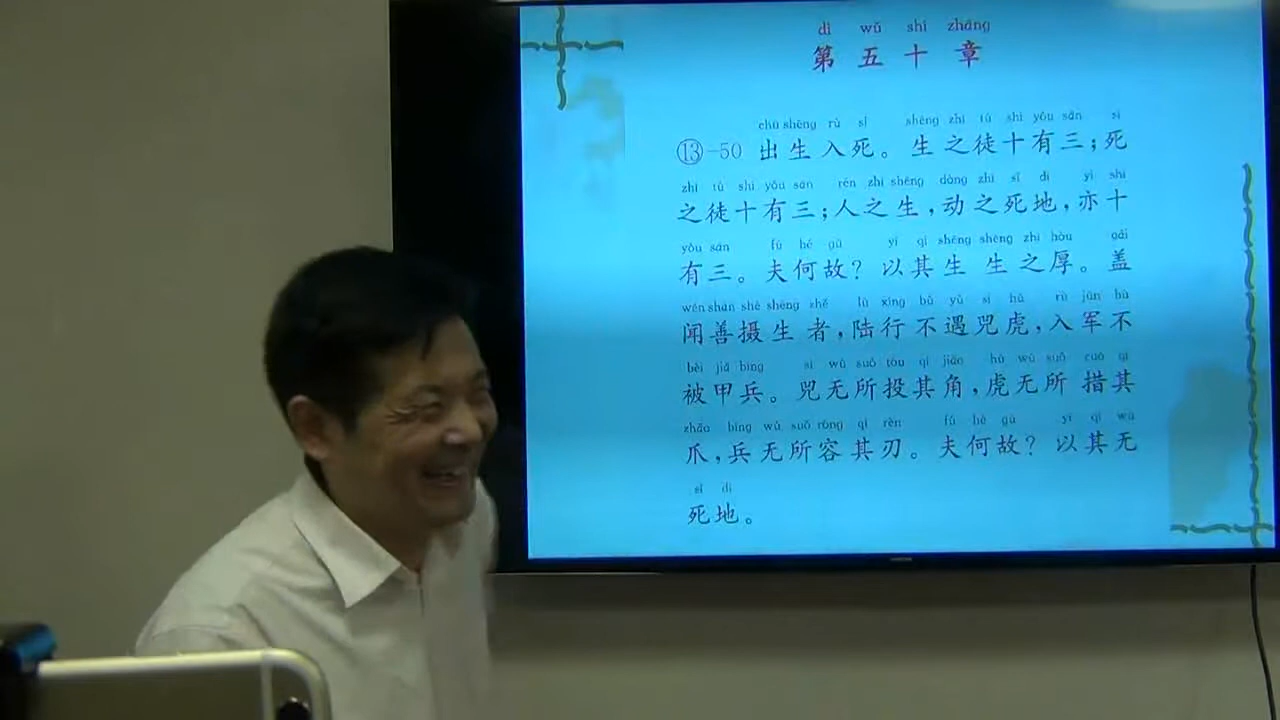 dì wǔ shí zhāng
第五十章
chū shēng rù sǐ shēng zhī tú shí yǒu sān sǐ
⑬-50 出生入死。生之徒十有三；死
zhī tú shí yǒu sān rén zhī shēng dòng zhī sǐ dì yì shí
之徒十有三；人之生，动之死地，亦十
yǒu sān fú hé gù yǐ qí shēng shēng zhī hòu gài
有三。夫何故？以其生生之厚。盖
wén shàn shè shēng zhě lù xíng bù yù sì hǔ rù jūn bù
闻善摄生者，陆行不遇兕虎，入军不
bèi jiǎ bīng sì wú suǒ tóu qí jiǎo hǔ wú suǒ cuò qí
被甲兵。兕无所投其角，虎无所措其
zhǎo bīng wú suǒ róng qí rèn fú hé gù yǐ qí wú
爪，兵无所容其刃。夫何故？以其无
sǐ dì
死地。